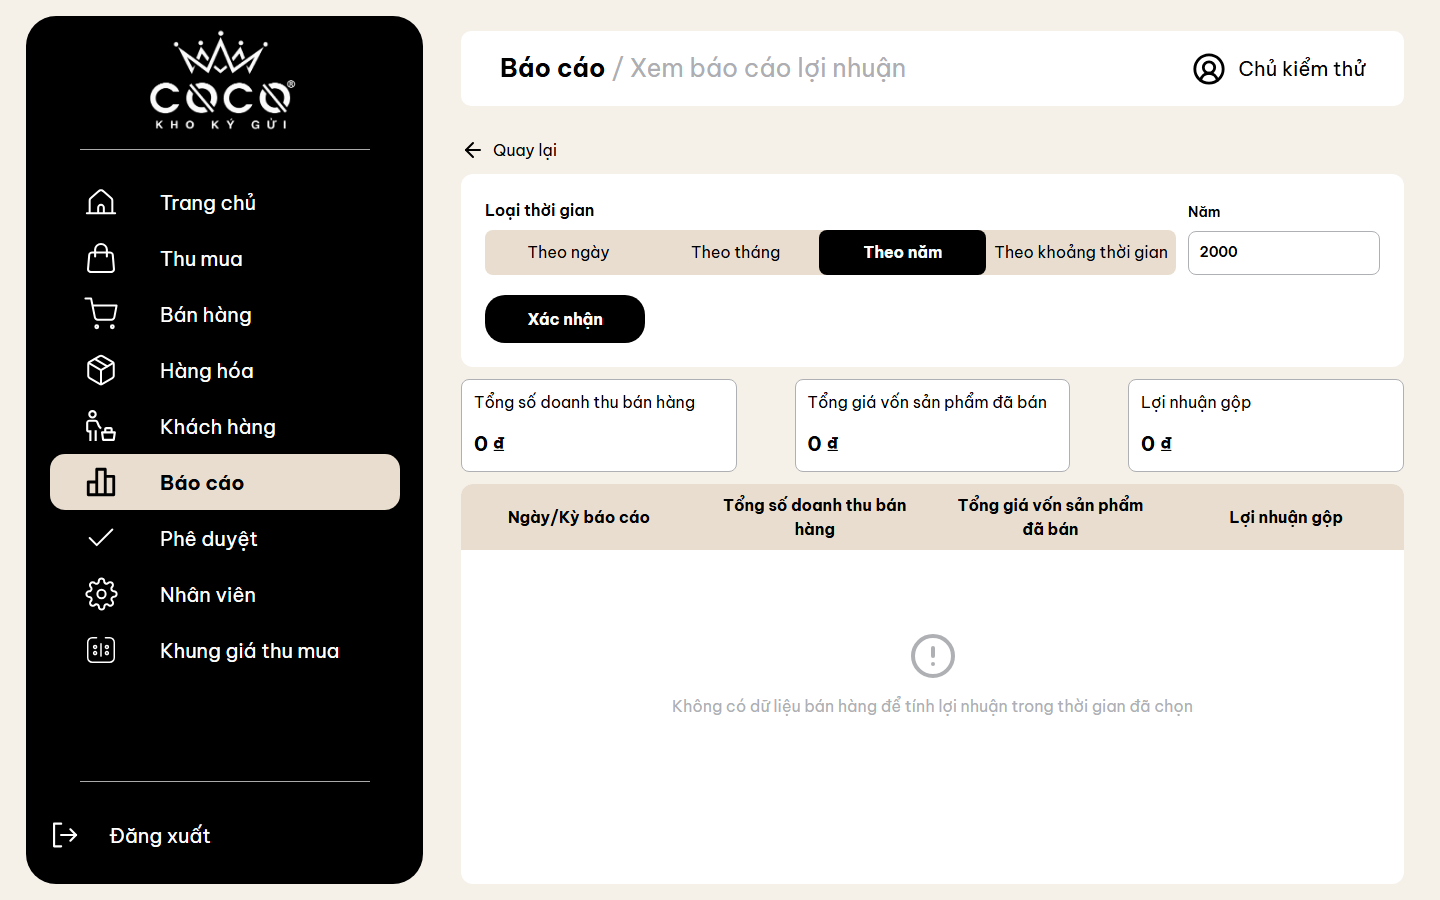 COCO®
KHO KÝ GỬI
Trang chủ
Thu mua
Bán hàng
Hàng hóa
Khách hàng
Báo cáo
Phê duyệt
Nhân viên
Khung giá thu mua
Đăng xuất
Báo cáo / Xem báo cáo lợi nhuận
Chủ kiểm thử
Quay lại
Loại thời gian
Năm
Theo ngày Theo tháng Theo năm Theo khoảng thời gian
2000
Xác nhận
Tổng số doanh thu bán hàng
0 ₫
Tổng giá vốn sản phẩm đã bán
0 ₫
Lợi nhuận gộp
0 ₫
Ngày/Kỳ báo cáo
Tổng số doanh thu bán
hàng
Tổng giá vốn sản phẩm
đã bán
Lợi nhuận gộp
Không có dữ liệu bán hàng để tính lợi nhuận trong thời gian đã chọn